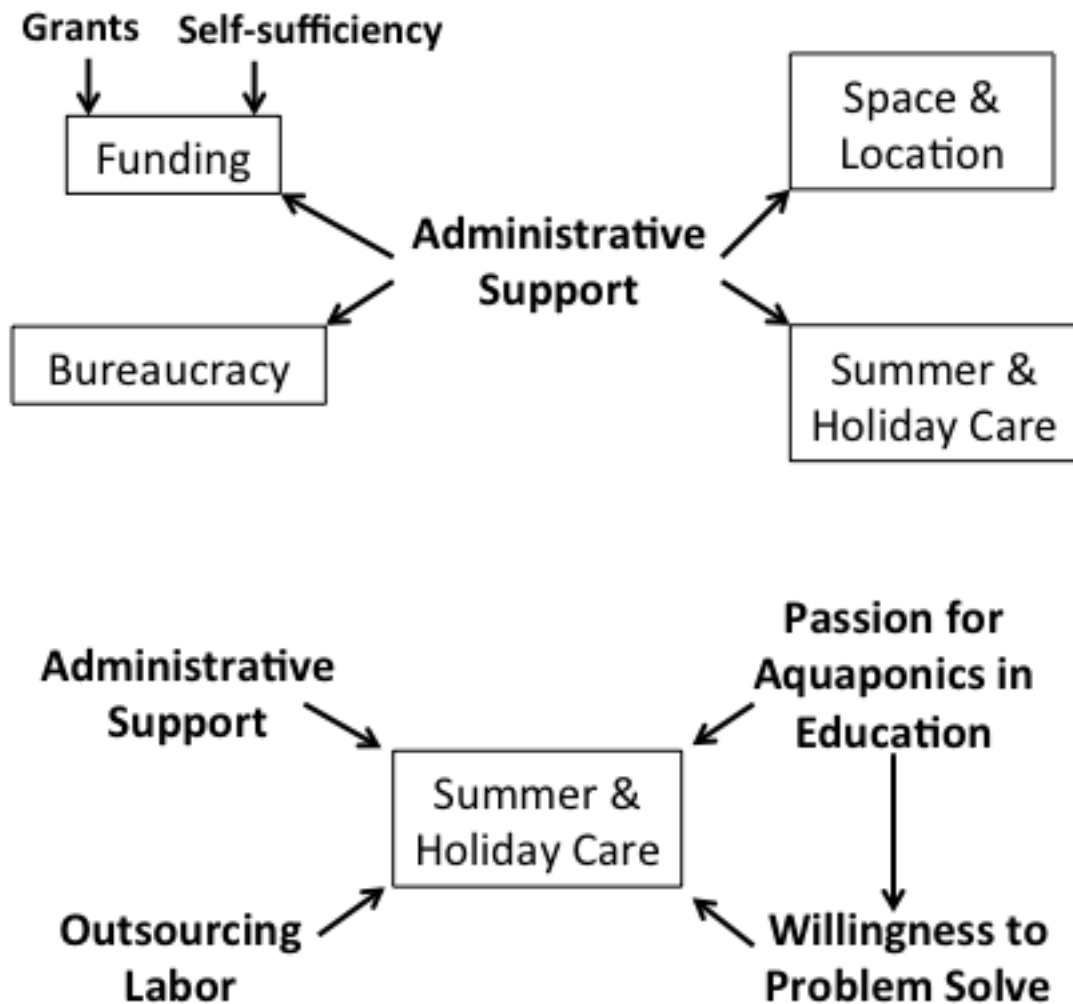 Grants
Self-sufficiency
Funding
Space &
Location
Administrative
Support
Bureaucracy
Summer &
Holiday Care
Administrative
Support
Passion for
Aquaponics in
Education
Summer &
Holiday Care
Outsourcing
Labor
Willingness to
Problem Solve